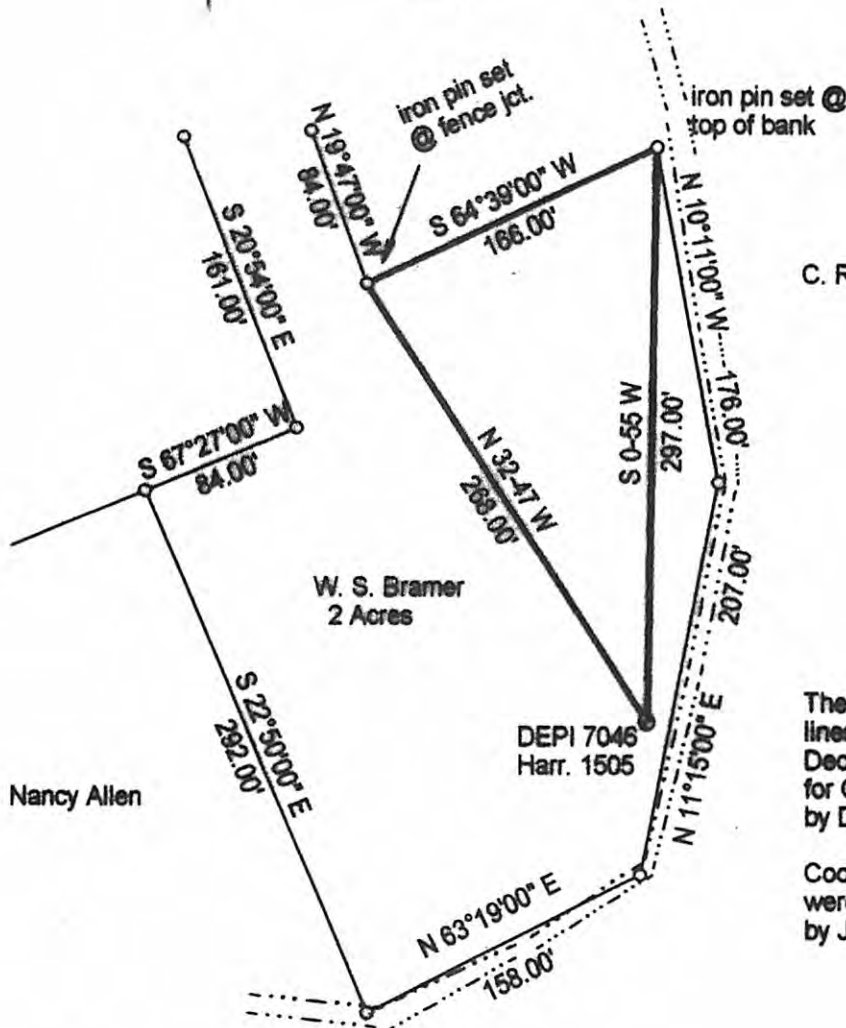 iron pin set
@ fence jct.
iron pin set @
top of bank
N 19°47'00" W
84.00'
S 64°39'00" W
166.00'
N 10°11'00" W
176.00'
C. R
S 20°54'00" E
161.00'
S 67°27'00" W
84.00'
S 0-55 W
297.00'
N 32-47 W
268.00'
207.00'
N 11°15'00" E
W. S. Bramer
2 Acres
DEPI 7046
Harr. 1505
S 22°50'00" E
292.00'
Nancy Allen
The
lines
Dec
for
by D
N 63°19'00" E
158.00'
Coo
were
by J